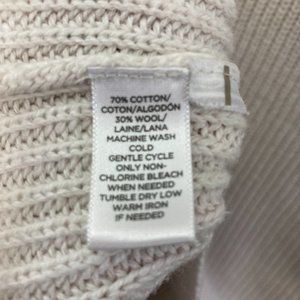 70% COTTON/
COTON/ALGODÓN
30% WOOL/
LAINE/LANA
MACHINE WASH
COLD
GENTLE CYCLE
ONLY NON-
CHLORINE BLEACH
WHEN NEEDED
TUMBLE DRY LOW
WARM IRON
IF NEEDED